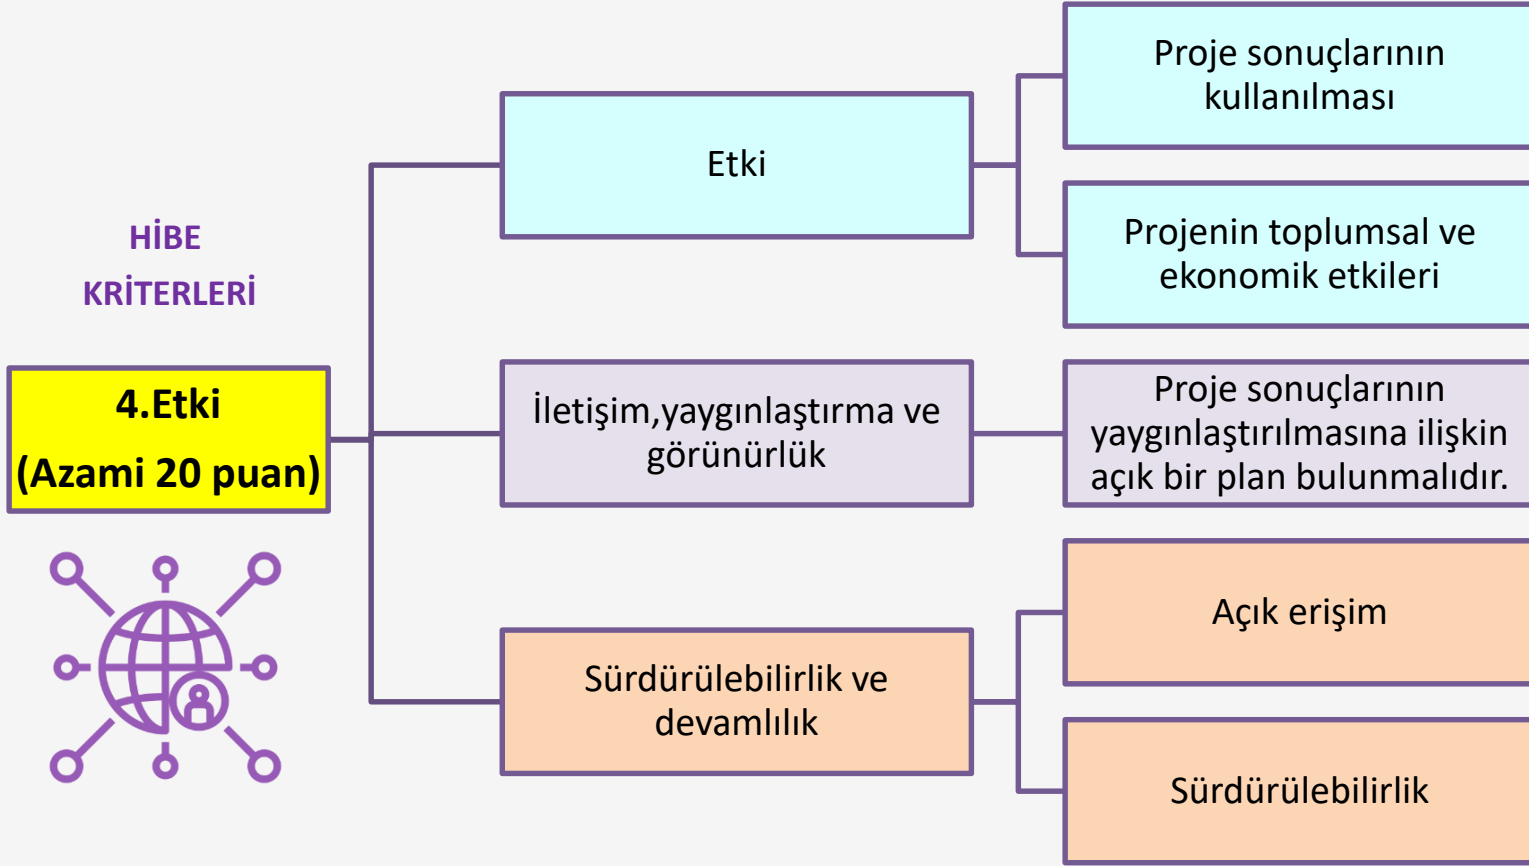 HİBE
KRİTERLERİ
4.Etki
(Azami 20 puan)
Etki
Proje sonuçlarının
kullanılması
Projenin toplumsal ve
ekonomik etkileri
İletişim,yaygınlaştırma ve
görünürlük
Proje sonuçlarının
yaygınlaştırılmasına ilişkin
açık bir plan bulunmalıdır.
Sürdürülebilirlik ve
devamlılık
Açık erişim
Sürdürülebilirlik